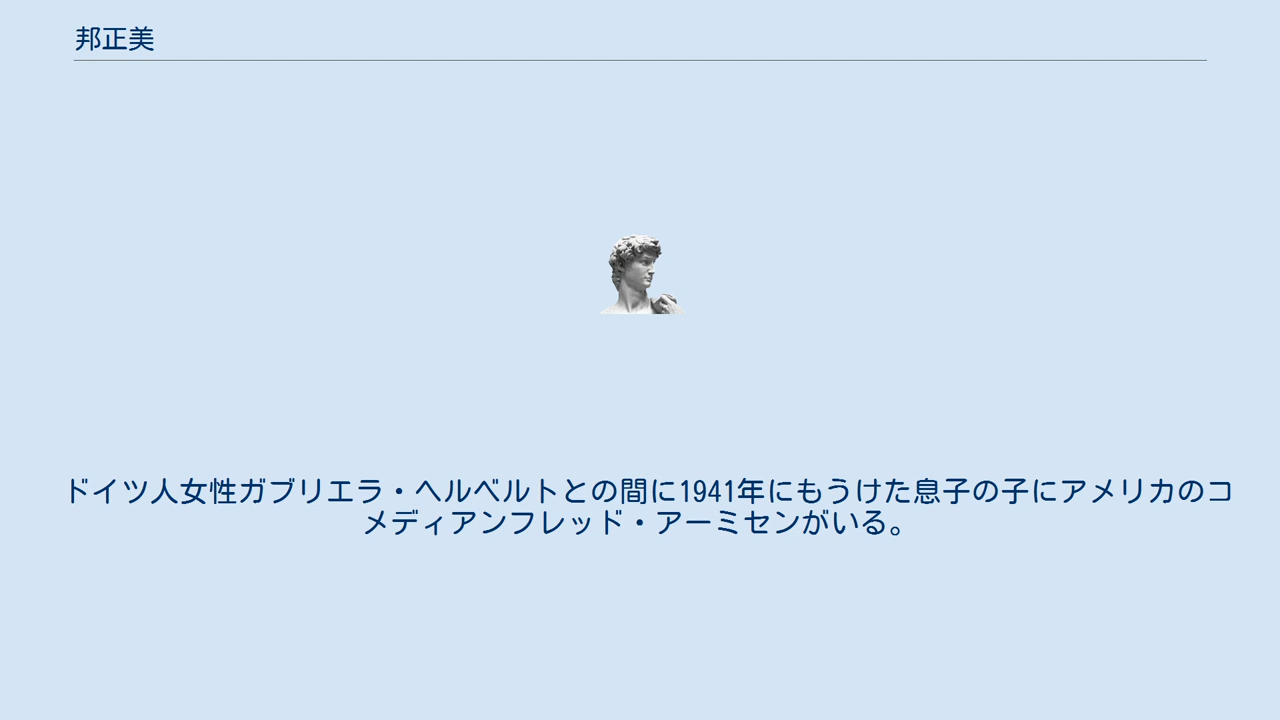 邦正美
ドイツ人女性ガブリエラ・ヘルベルトとの間に1941年にもうけた息子の子にアメリカのコ
メディアンフレッド・アーミセンがいる。